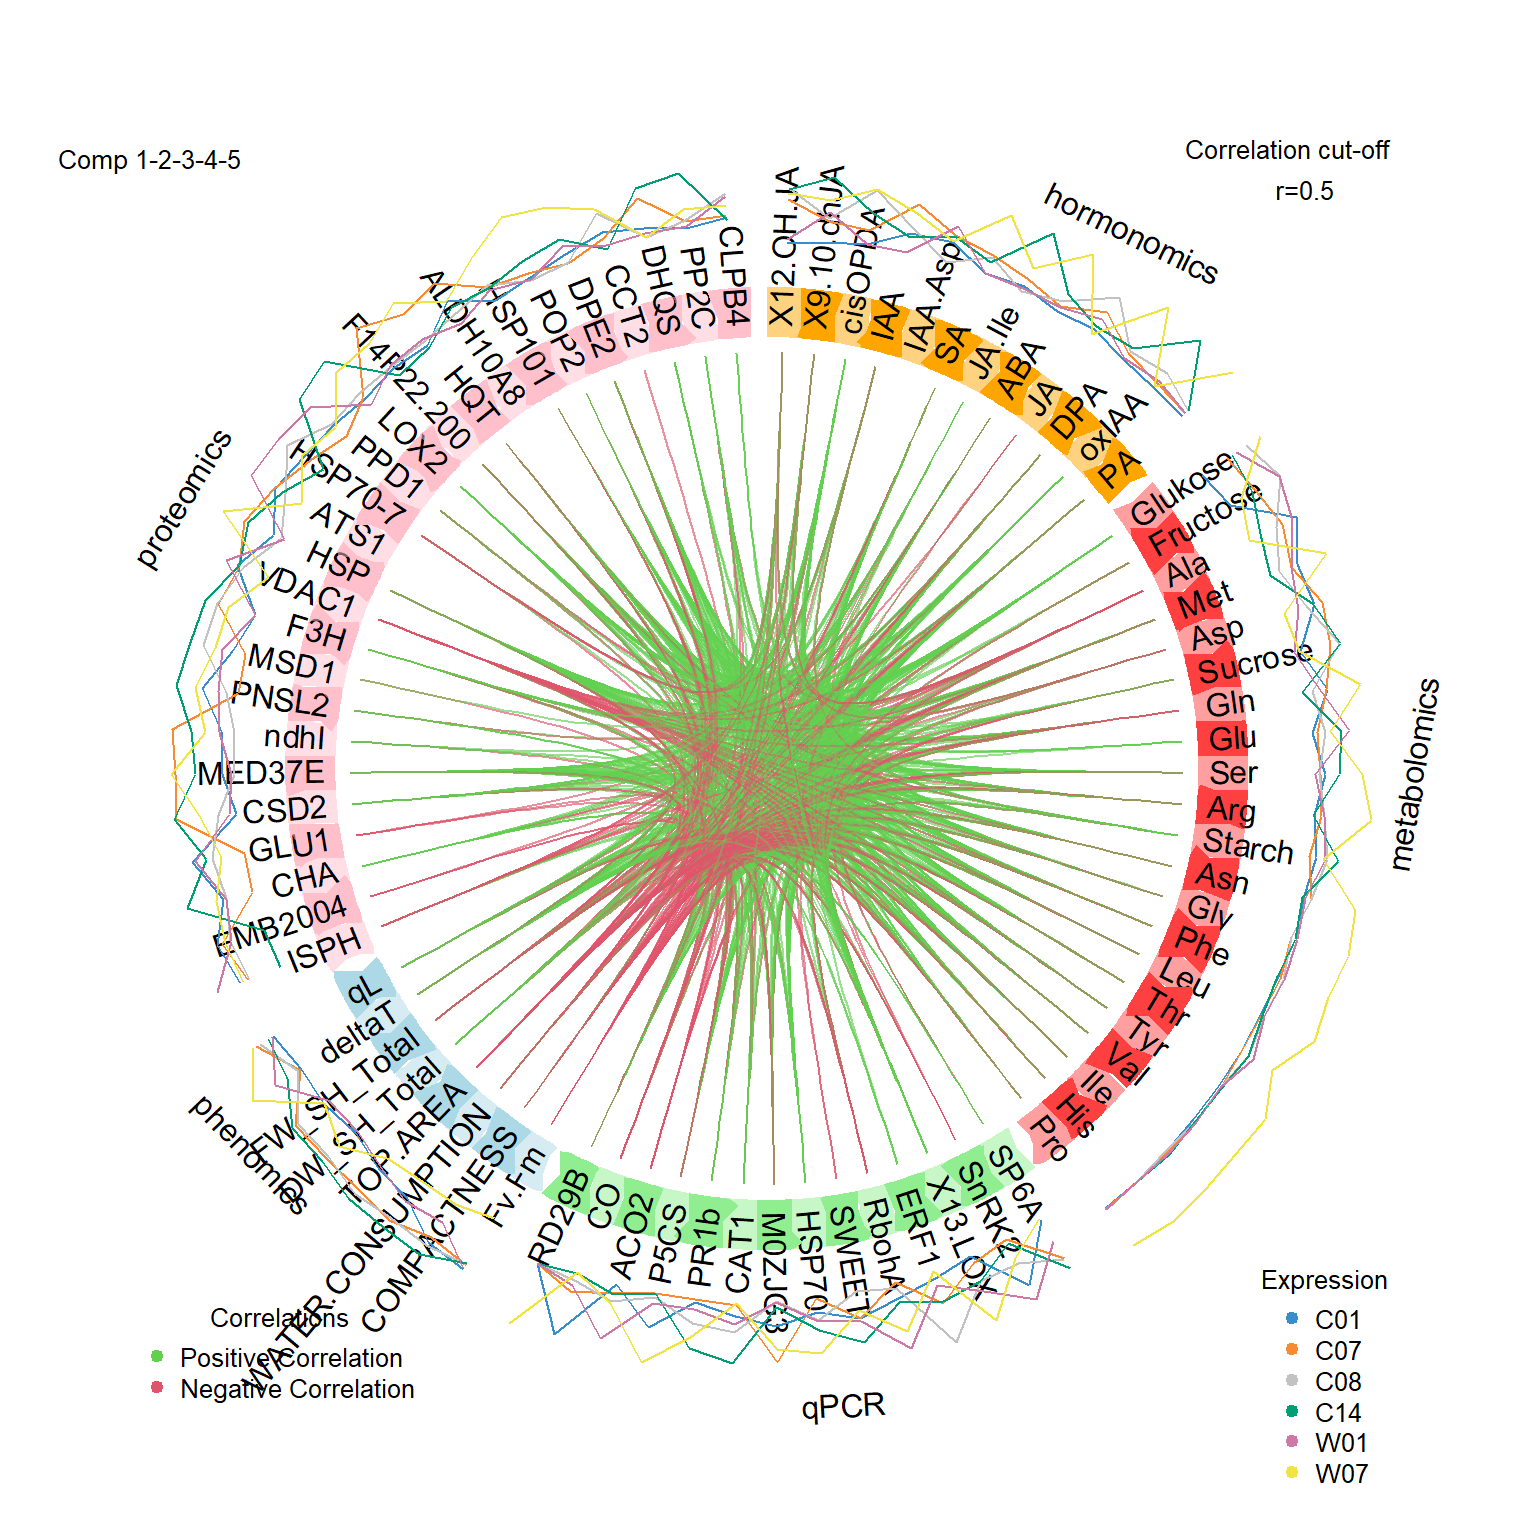 Comp 1-2-3-4-5
Correlation cut-off
r=0.5
hormonomics
X12.OH.JA
X9.10.dhJA
cisOPDA
IAA
IAA.Asp
SA
JA.Ile
ABA
JA
DPA
oxIAA
PA
metabolomics
Glukose
Fructose
Ala
Met
Asp
Sucrose
Gln
Glu
Ser
Arg
Starch
Asn
Gly
Phe
Leu
Thr
Tyr
Val
Ile
His
Pro
qPCR
SP6A
SnRK2
X13.LOX
ERF1
RbohA
SWEET
HSP70
M0ZJG3
CAT1
PR1b
P5CS
ACO2
CO
RD29B
phenomics
Fv.Fm
COMPACTNESS
WATER.CONSUMPTION
TOP.AREA
DW_SH_Total
FW_SH_Total
deltaT
qL
proteomics
ISPH
EMB2004
CHA
GLU1
CSD2
MED37E
ndhI
PNSL2
MSD1
F3H
VDAC1
HSP
ATS1
HSP70-7
PPD1
LOX2
F14P22.200
HQT
ALDH10A8
HSP101
POP2
DPE2
CCT2
DHQS
PP2C
CLPB4
Correlations
Positive Correlation
Negative Correlation
Expression
C01
C07
C08
C14
W01
W07